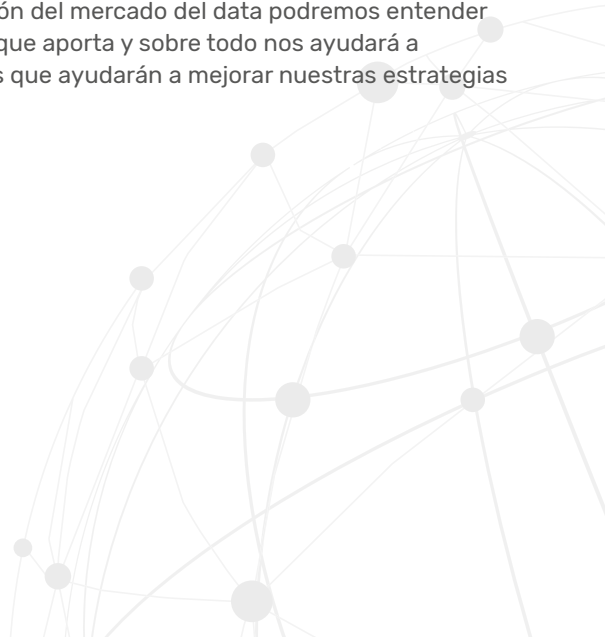 ón del mercado del data podremos entender
que aporta y sobre todo nos ayudará a
s que ayudarán a mejorar nuestras estrategias